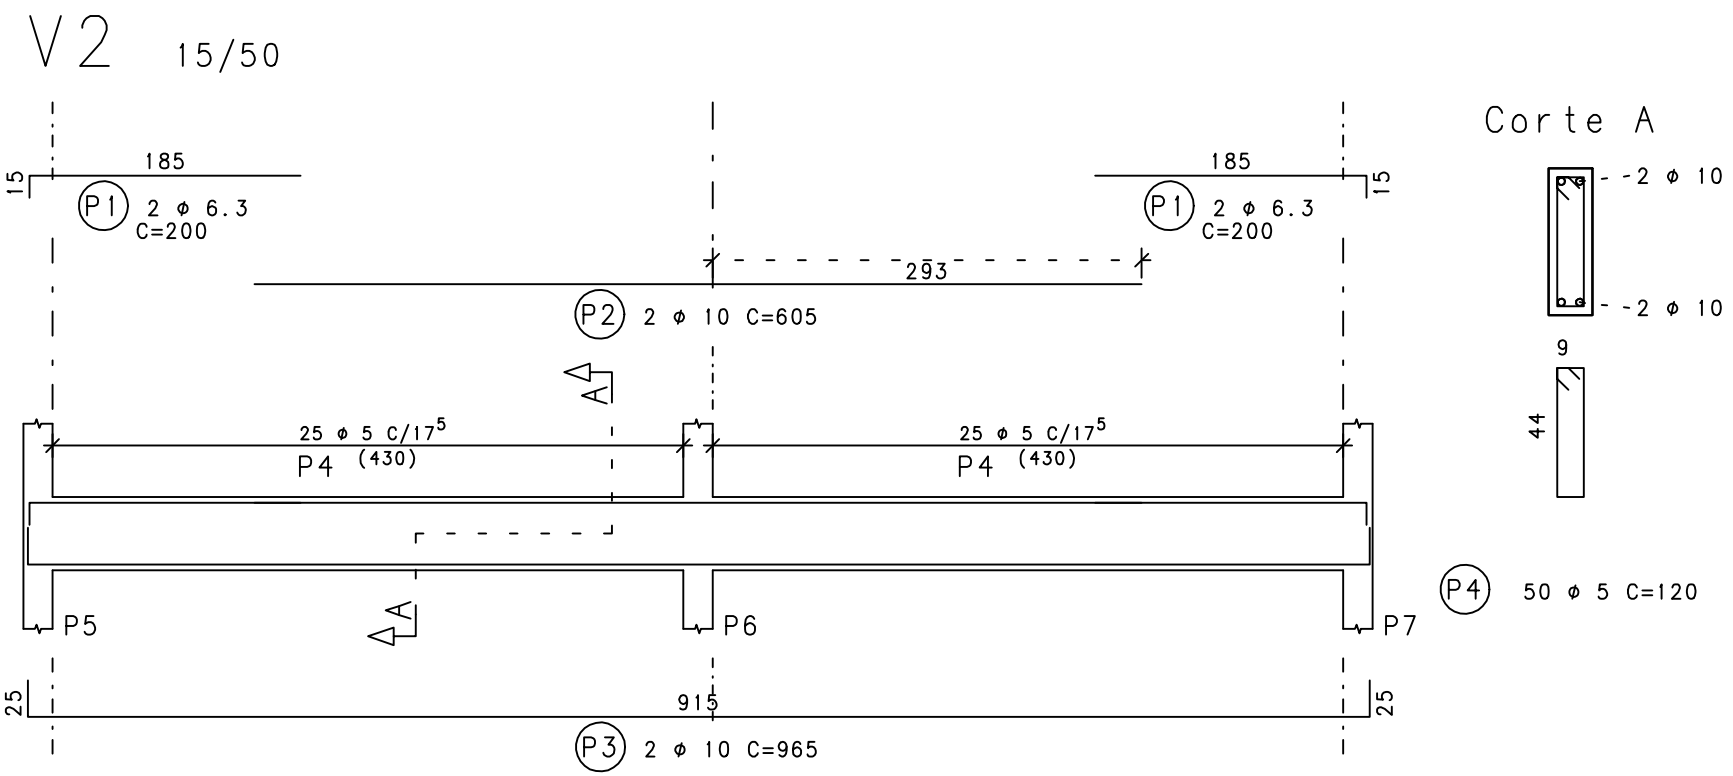 V2 15/50
Corte A
185
15
P1 2 ø 6.3
C=200
185
15
P1 2 ø 6.3
C=200
293
P2 2 ø 10 C=605
2 ø 10
2 ø 10
9
44
A
25 ø 5 C/17⁵
P4 (430)
25 ø 5 C/17⁵
P4 (430)
P4 50 ø 5 C=120
A
P5
P6
P7
25
915
25
P3 2 ø 10 C=965